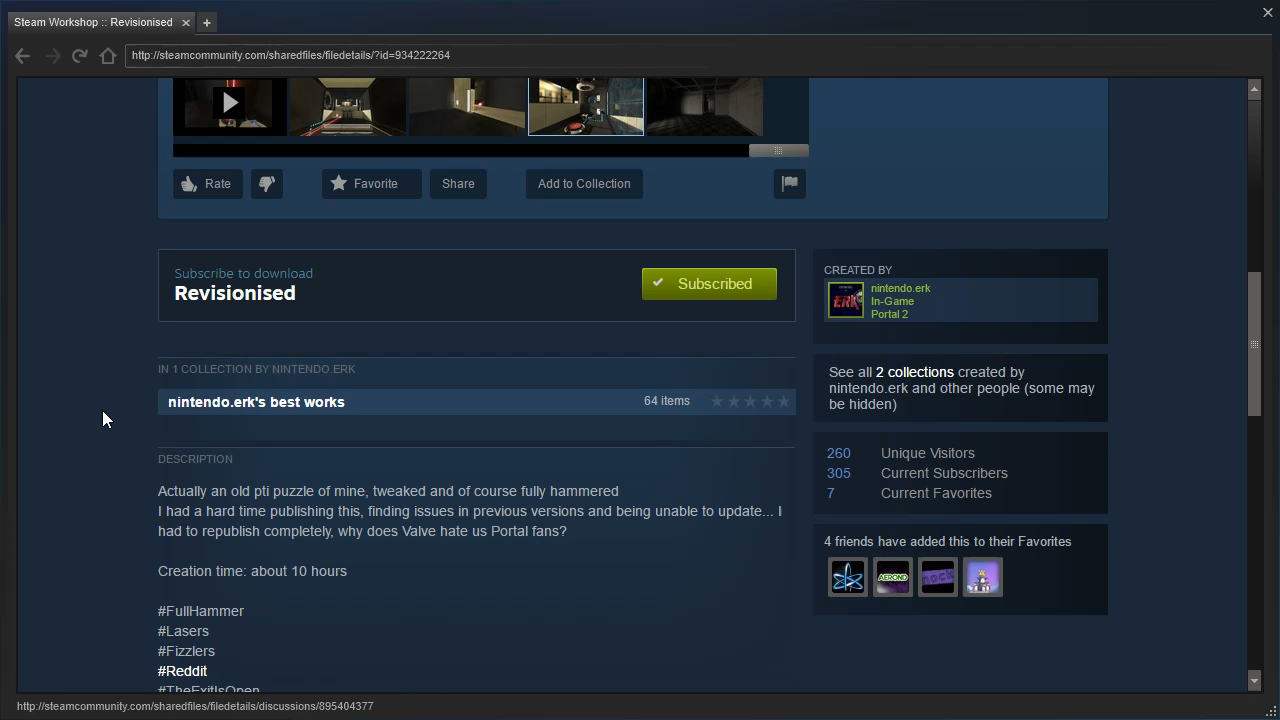 Steam Workshop :: Revisionised
http://steamcommunity.com/sharedfiles/filedetails/?id=934222264
Rate
Favorite
Share
Add to Collection
Subscribe to download
Revisionised
Subscribed
CREATED BY
nintendo.erk
In-Game
Portal 2
IN 1 COLLECTION BY NINTENDO.ERK
nintendo.erk's best works
64 items
See all 2 collections created by
nintendo.erk and other people (some may
be hidden)
260 Unique Visitors
305 Current Subscribers
7 Current Favorites
DESCRIPTION
Actually an old pti puzzle of mine, tweaked and of course fully hammered
I had a hard time publishing this, finding issues in previous versions and being unable to update... I
had to republish completely, why does Valve hate us Portal fans?
Creation time: about 10 hours
#FullHammer
#Lasers
#Fizzlers
#Reddit
#TheExitIsOpen
4 friends have added this to their Favorites
ERK
AEROND
http://steamcommunity.com/sharedfiles/filedetails/discussions/895404377